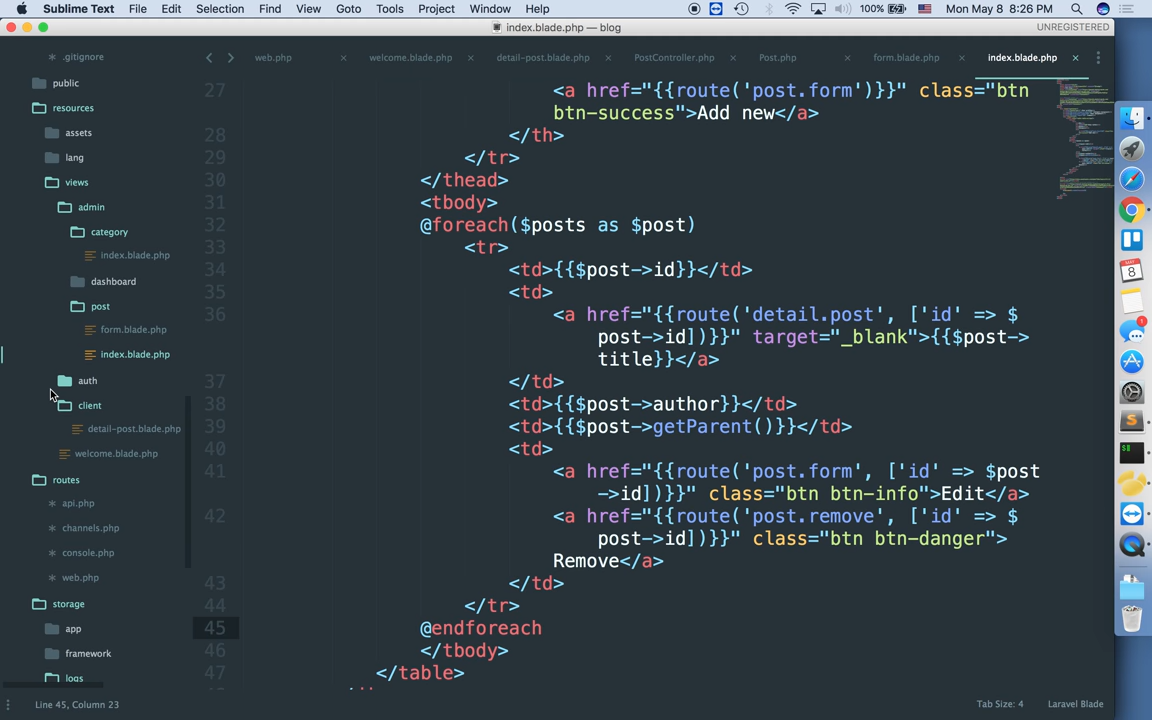 Sublime Text File Edit Selection Find View Goto Tools Project Window Help 100% Mon May 8 8:26 PM
index.blade.php — blog UNREGISTERED
.gitignore
public
resources
assets
lang
views
admin
category
index.blade.php
dashboard
post
form.blade.php
index.blade.php
auth
client
detail-post.blade.php
welcome.blade.php
routes
api.php
channels.php
console.php
web.php
storage
app
framework
logs
web.php welcome.blade.php detail-post.blade.php PostController.php Post.php form.blade.php index.blade.php
27 <a href="{{route('post.form')}}" class="btn
btn-success">Add new</a>
28 </th>
29 </tr>
30 </thead>
31 <tbody>
32 @foreach($posts as $post)
33 <tr>
34 <td>{{$post->id}}</td>
35 <td>
36 <a href="{{route('detail.post', ['id' => $
post->id])}}" target="_blank">{{$post->
title}}</a>
37 </td>
38 <td>{{$post->author}}</td>
39 <td>{{$post->getParent()}}</td>
40 <td>
41 <a href="{{route('post.form', ['id' => $post
->id])}}" class="btn btn-info">Edit</a>
42 <a href="{{route('post.remove', ['id' => $
post->id])}}" class="btn btn-danger">
Remove</a>
43 </td>
44 </tr>
45 @endforeach
46 </tbody>
47 </table>
Line 45, Column 23 Tab Size: 4 Laravel Blade